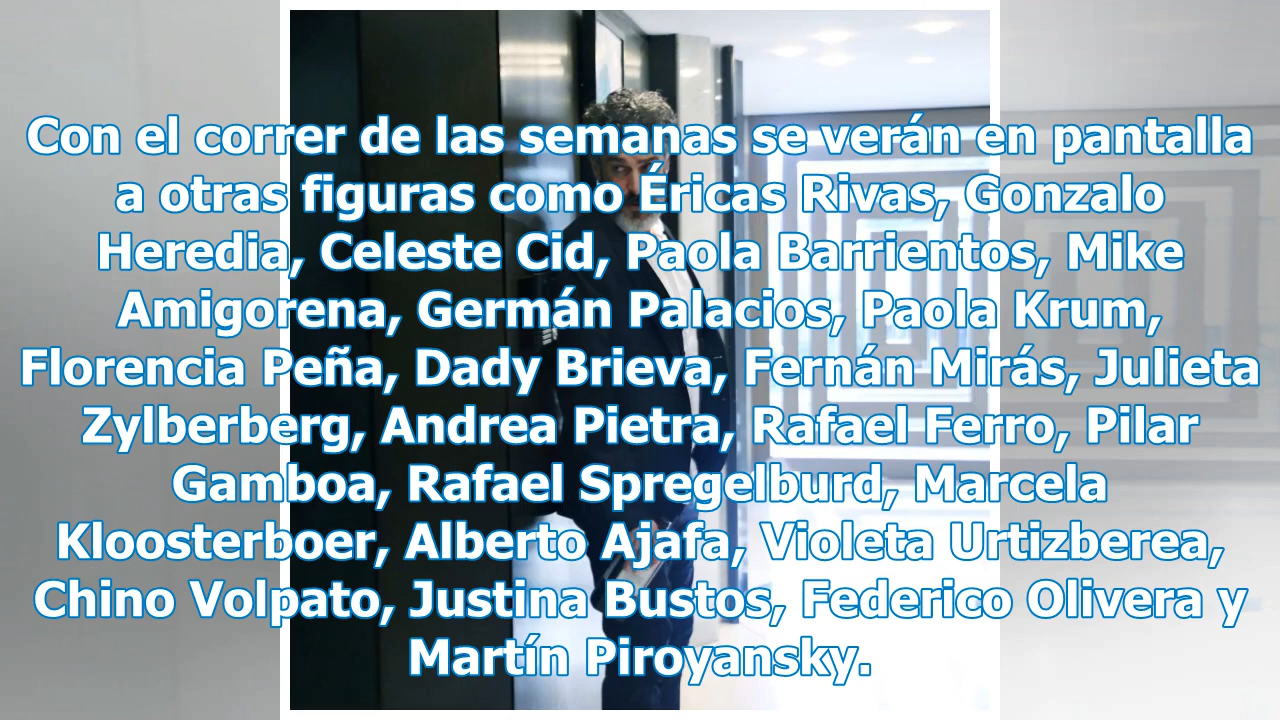 Con el correr de las semanas se verán en pantalla
a otras figuras como Éricas Rivas, Gonzalo
Heredia, Celeste Cid, Paola Barrientos, Mike
Amigorena, Germán Palacios, Paola Krum,
Florencia Peña, Dady Brieva, Fernán Mirás, Julieta
Zylberberg, Andrea Pietra, Rafael Ferro, Pilar
Gamboa, Rafael Spregelburd, Marcela
Kloosterboer, Alberto Ajafa, Violeta Urtizberea,
Chino Volpato, Justina Bustos, Federico Olivera y
Martín Piroyansky.